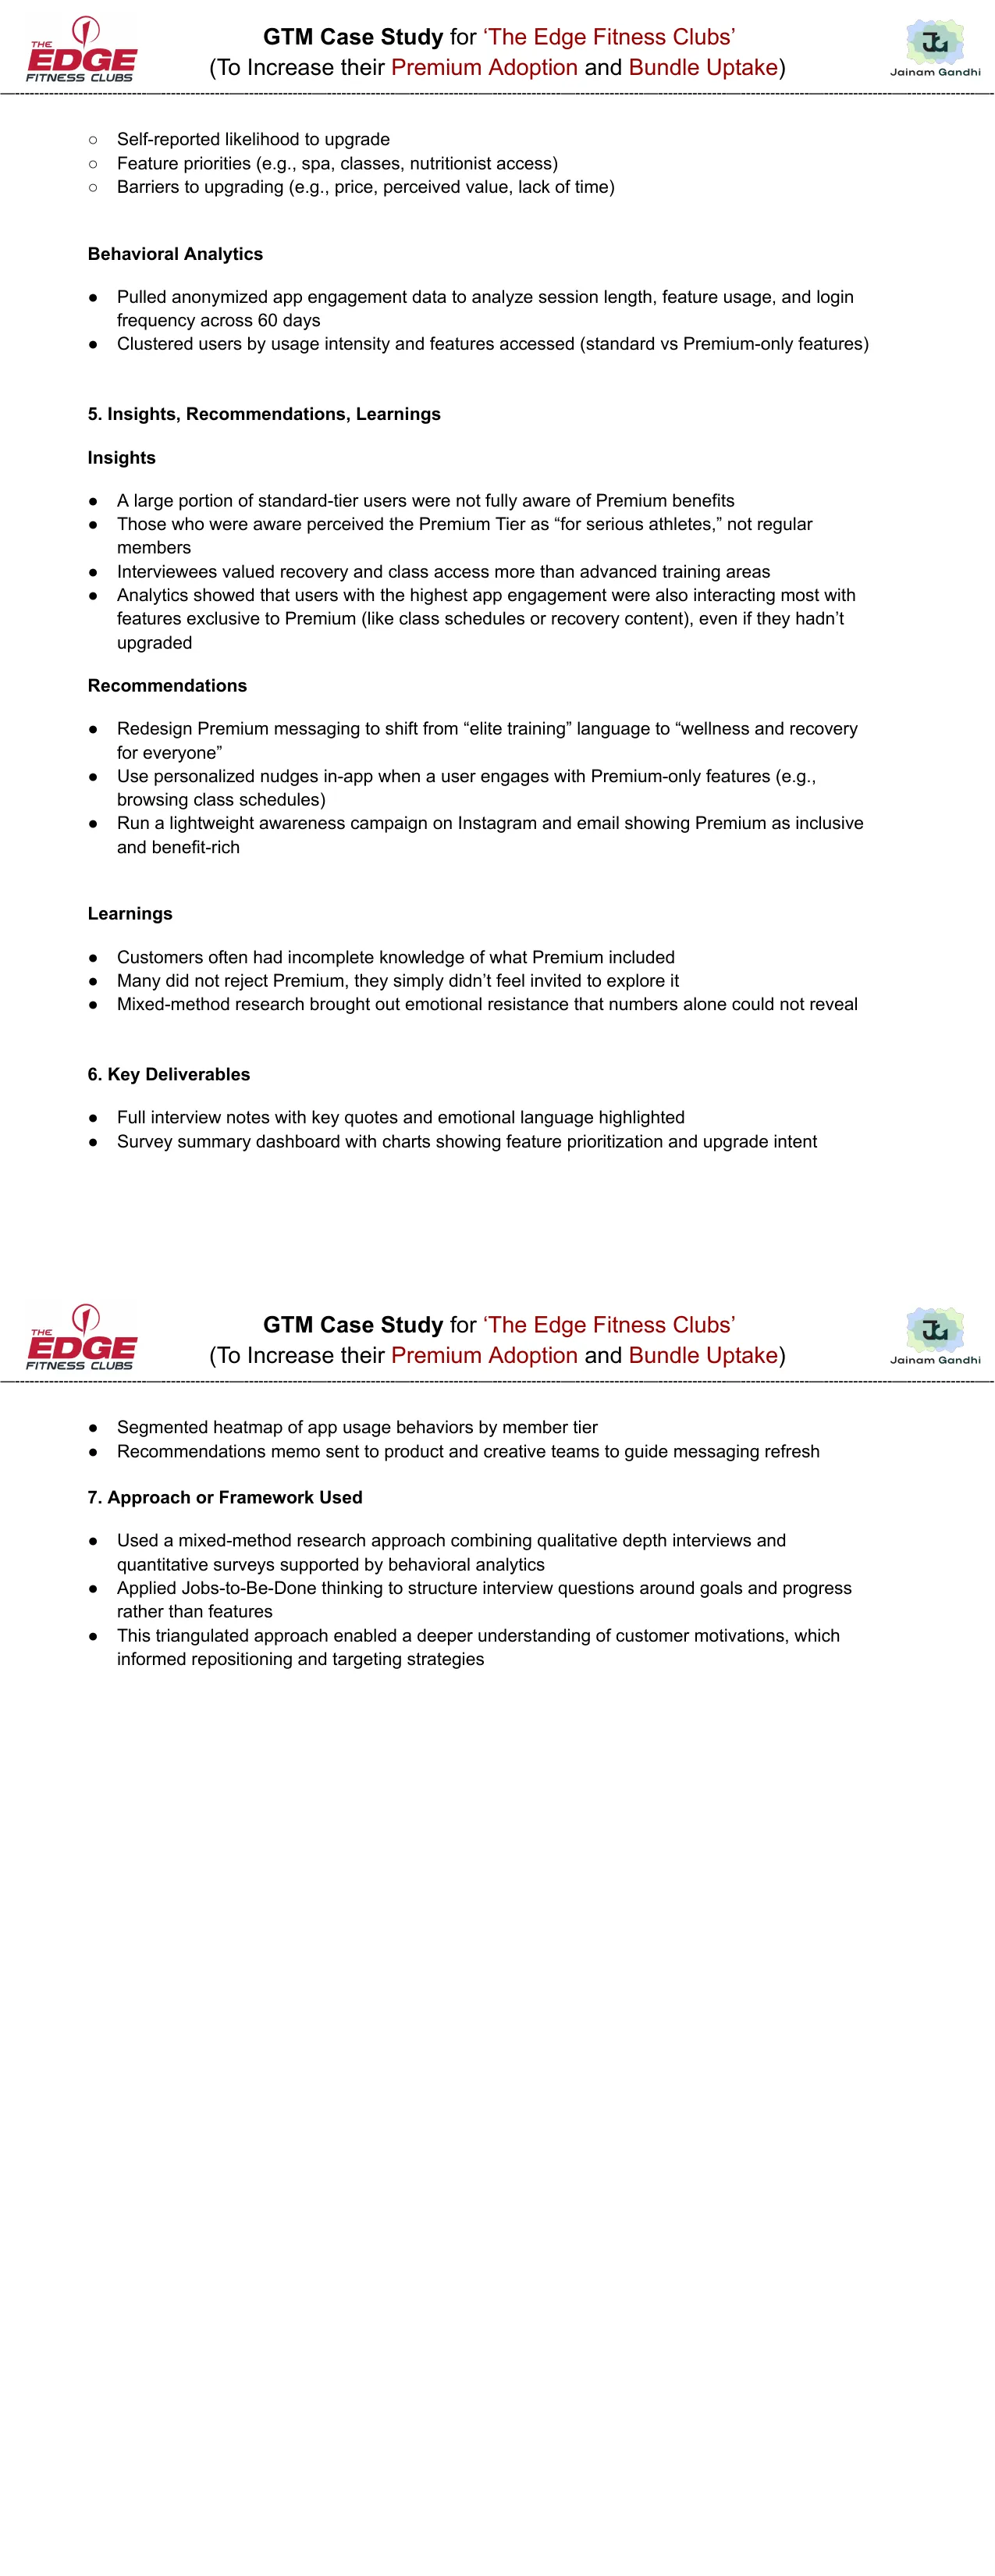 THE
EDGE
FITNESS CLUBS
GTM Case Study for ‘The Edge Fitness Clubs’
(To Increase their Premium Adoption and Bundle Uptake)
Jainam Gandhi
○ Self-reported likelihood to upgrade
○ Feature priorities (e.g., spa, classes, nutritionist access)
○ Barriers to upgrading (e.g., price, perceived value, lack of time)
Behavioral Analytics
● Pulled anonymized app engagement data to analyze session length, feature usage, and login
frequency across 60 days
● Clustered users by usage intensity and features accessed (standard vs Premium-only features)
5. Insights, Recommendations, Learnings
Insights
● A large portion of standard-tier users were not fully aware of Premium benefits
● Those who were aware perceived the Premium Tier as “for serious athletes,” not regular
members
● Interviewees valued recovery and class access more than advanced training areas
● Analytics showed that users with the highest app engagement were also interacting most with
features exclusive to Premium (like class schedules or recovery content), even if they hadn’t
upgraded
Recommendations
● Redesign Premium messaging to shift from “elite training” language to “wellness and recovery
for everyone”
● Use personalized nudges in-app when a user engages with Premium-only features (e.g.,
browsing class schedules)
● Run a lightweight awareness campaign on Instagram and email showing Premium as inclusive
and benefit-rich
Learnings
● Customers often had incomplete knowledge of what Premium included
● Many did not reject Premium, they simply didn’t feel invited to explore it
● Mixed-method research brought out emotional resistance that numbers alone could not reveal
6. Key Deliverables
● Full interview notes with key quotes and emotional language highlighted
● Survey summary dashboard with charts showing feature prioritization and upgrade intent
THE
EDGE
FITNESS CLUBS
GTM Case Study for ‘The Edge Fitness Clubs’
(To Increase their Premium Adoption and Bundle Uptake)
Jainam Gandhi
● Segmented heatmap of app usage behaviors by member tier
● Recommendations memo sent to product and creative teams to guide messaging refresh
7. Approach or Framework Used
● Used a mixed-method research approach combining qualitative depth interviews and
quantitative surveys supported by behavioral analytics
● Applied Jobs-to-Be-Done thinking to structure interview questions around goals and progress
rather than features
● This triangulated approach enabled a deeper understanding of customer motivations, which
informed repositioning and targeting strategies